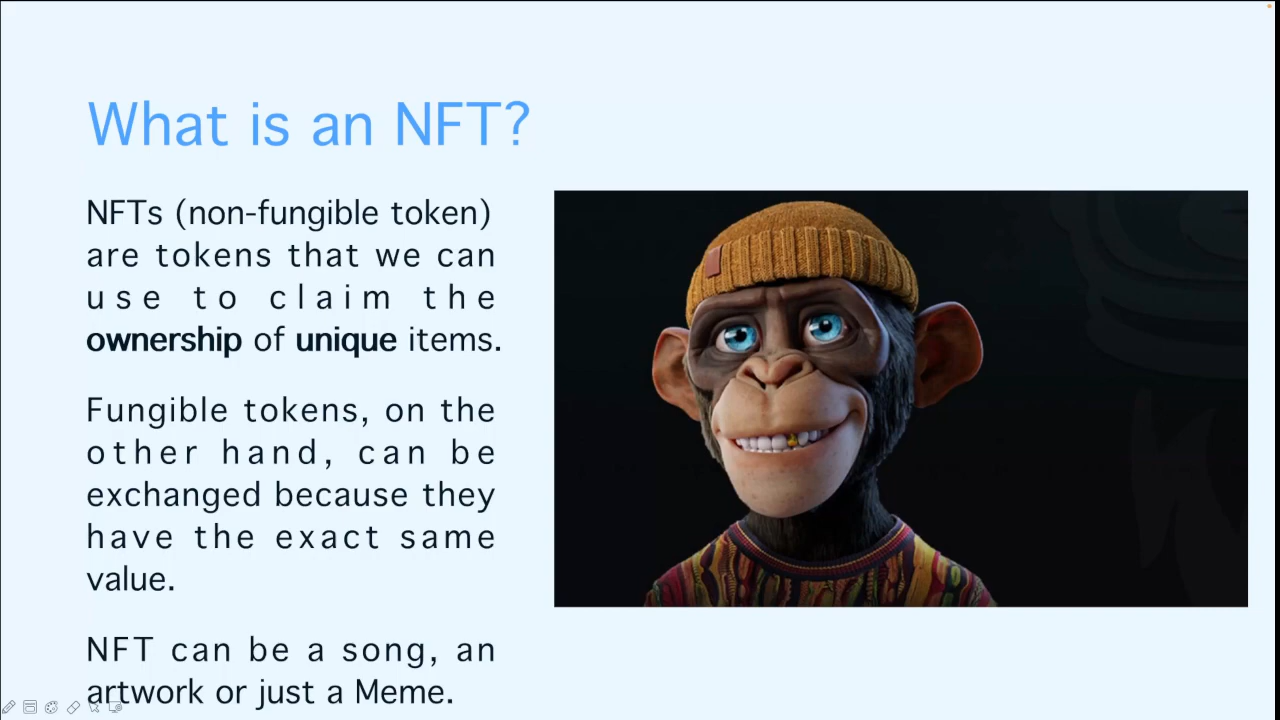 What is an NFT?
NFTs (non-fungible token)
are tokens that we can
use to claim the
ownership of unique items.
Fungible tokens, on the
other hand, can be
exchanged because they
have the exact same
value.
NFT can be a song, an
artwork or just a Meme.